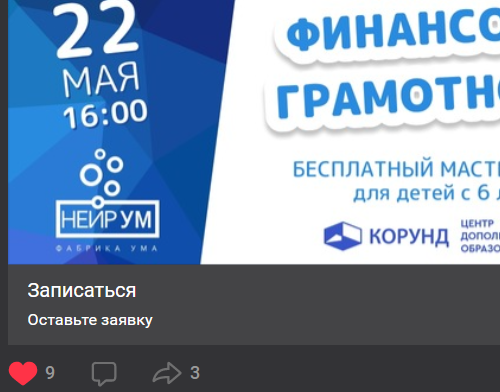 22
МАЯ
16:00
НЕЙРУМ
ФАБРИКА УМА
ФИНАНСО
ГРАМОТН
БЕСПЛАТНЫЙ МАСТ
для детей с 6 л
КОРУНД
ЦЕНТР
ДОПОЛ
ОБРАЗО
Записаться
Оставьте заявку
9
3